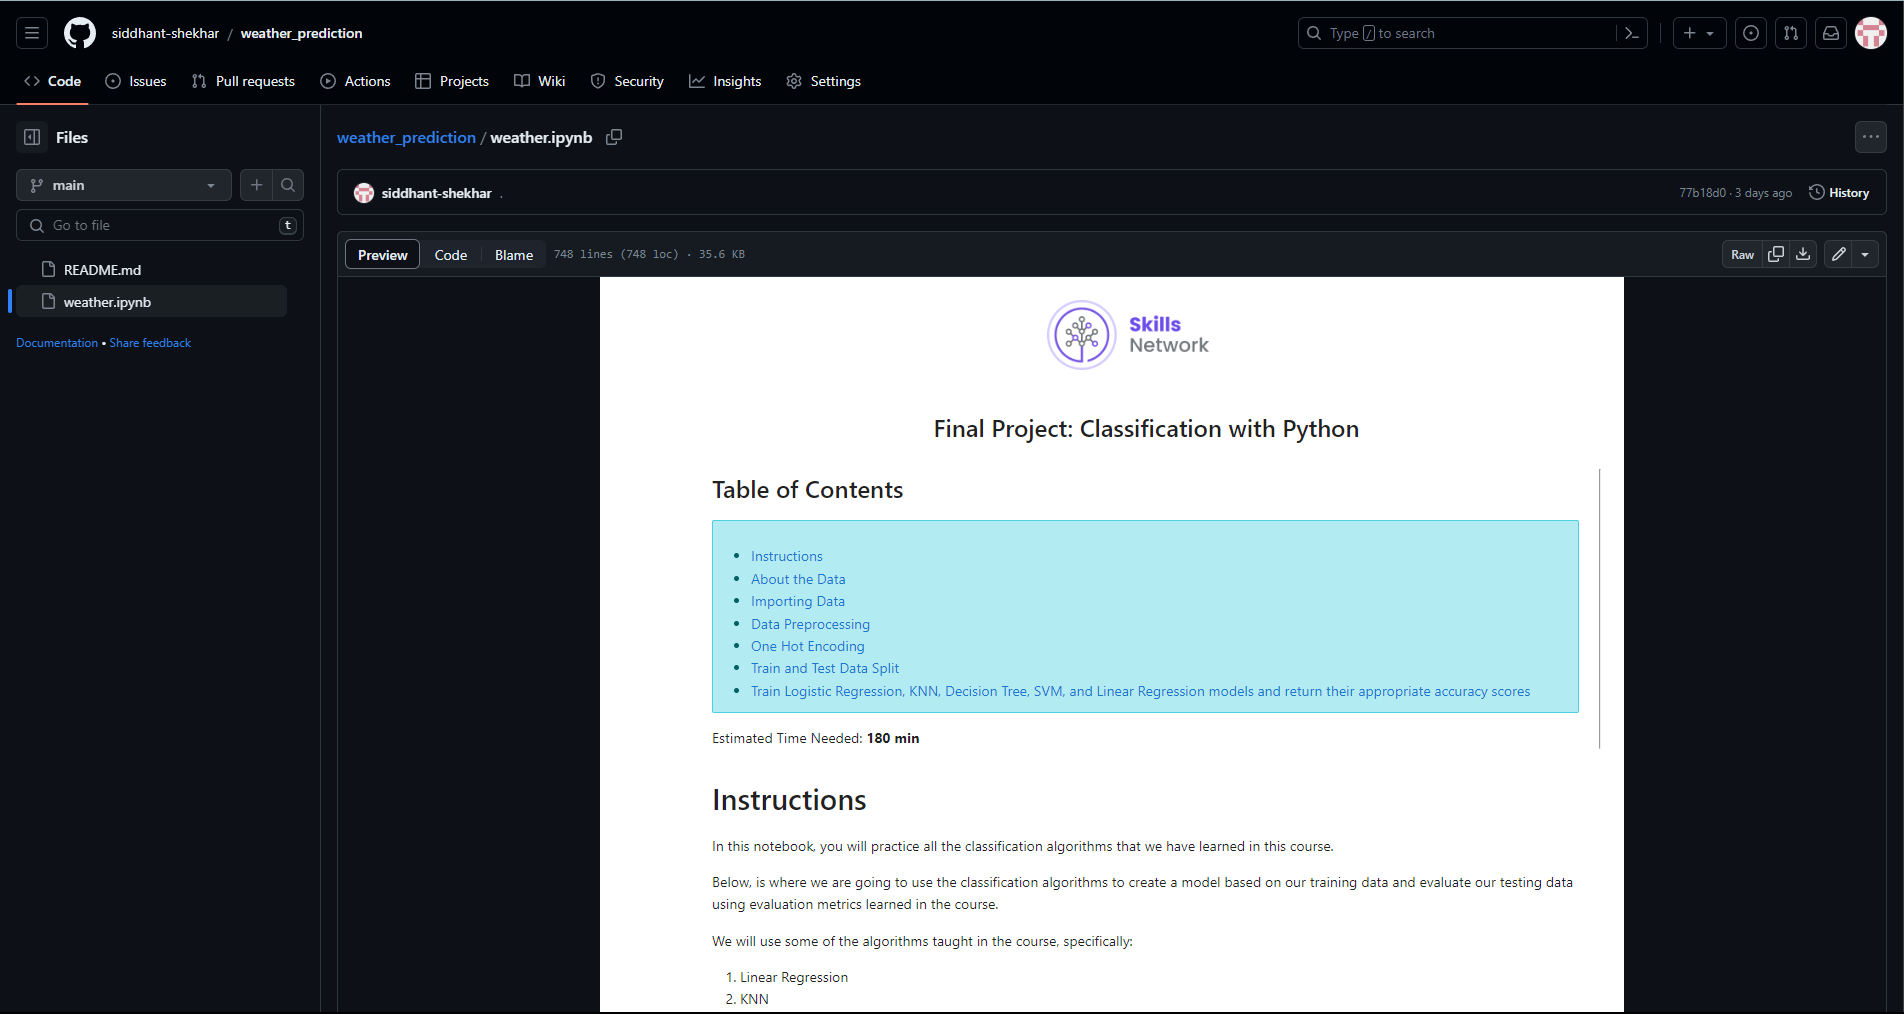 siddhant-shekhar / weather_prediction
Type / to search
Code Issues Pull requests Actions Projects Wiki Security Insights Settings
Files
main
Go to file
t
README.md
weather.ipynb
Documentation • Share feedback
weather_prediction / weather.ipynb
siddhant-shekhar .
77b18d0 · 3 days ago History
Preview Code Blame 748 lines (748 loc) · 35.6 KB
Raw
Skills
Network
Final Project: Classification with Python
Table of Contents
• Instructions
• About the Data
• Importing Data
• Data Preprocessing
• One Hot Encoding
• Train and Test Data Split
• Train Logistic Regression, KNN, Decision Tree, SVM, and Linear Regression models and return their appropriate accuracy scores
Estimated Time Needed: 180 min
Instructions
In this notebook, you will practice all the classification algorithms that we have learned in this course.
Below, is where we are going to use the classification algorithms to create a model based on our training data and evaluate our testing data
using evaluation metrics learned in the course.
We will use some of the algorithms taught in the course, specifically:
1. Linear Regression
2. KNN